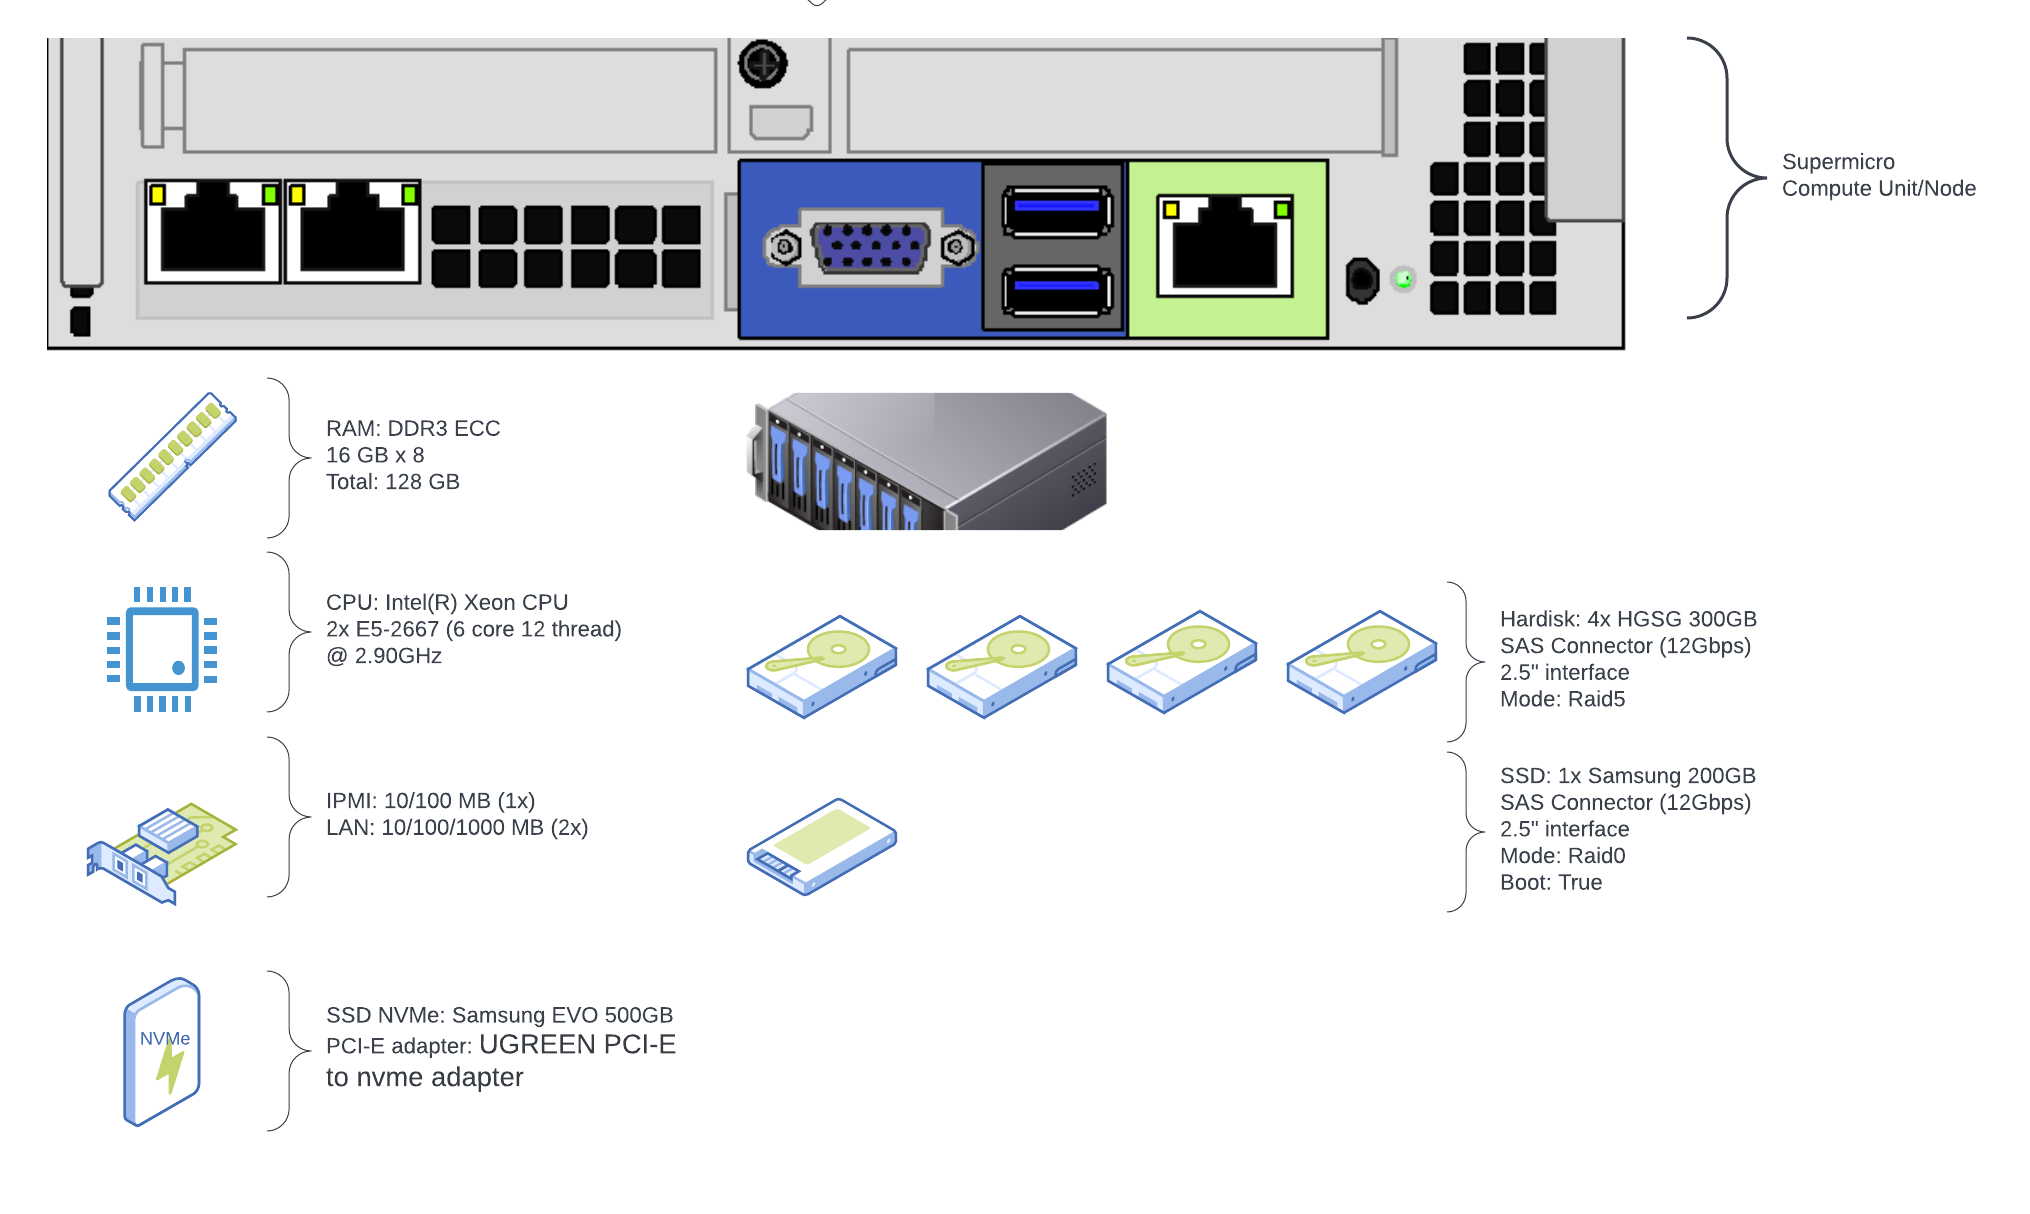 Supermicro
Compute Unit/Node
RAM: DDR3 ECC
16 GB x 8
Total: 128 GB
CPU: Intel(R) Xeon CPU
2x E5-2667 (6 core 12 thread)
@ 2.90GHz
Hardisk: 4x HGSG 300GB
SAS Connector (12Gbps)
2.5" interface
Mode: Raid5
IPMI: 10/100 MB (1x)
LAN: 10/100/1000 MB (2x)
SSD: 1x Samsung 200GB
SAS Connector (12Gbps)
2.5" interface
Mode: Raid0
Boot: True
NVMe
SSD NVMe: Samsung EVO 500GB
PCI-E adapter: UGREEN PCI-E
to nvme adapter